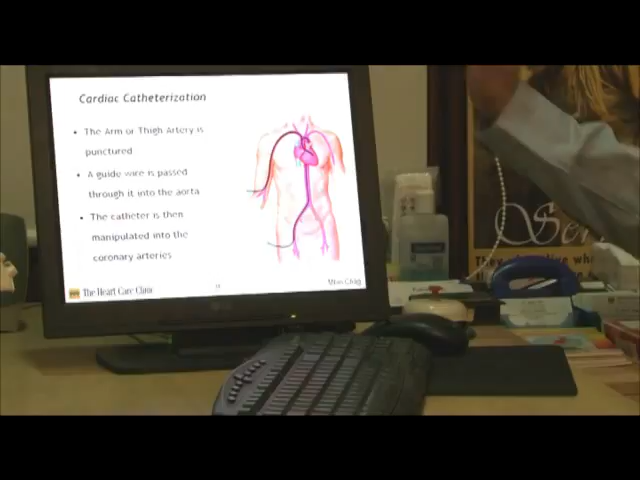 Cardiac Catheterization
• The Arm or Thigh Artery is
punctured
• A guide wire is passed
through it into the aorta
• The catheter is then
manipulated into the
coronary arteries
The Heart Care Clinic